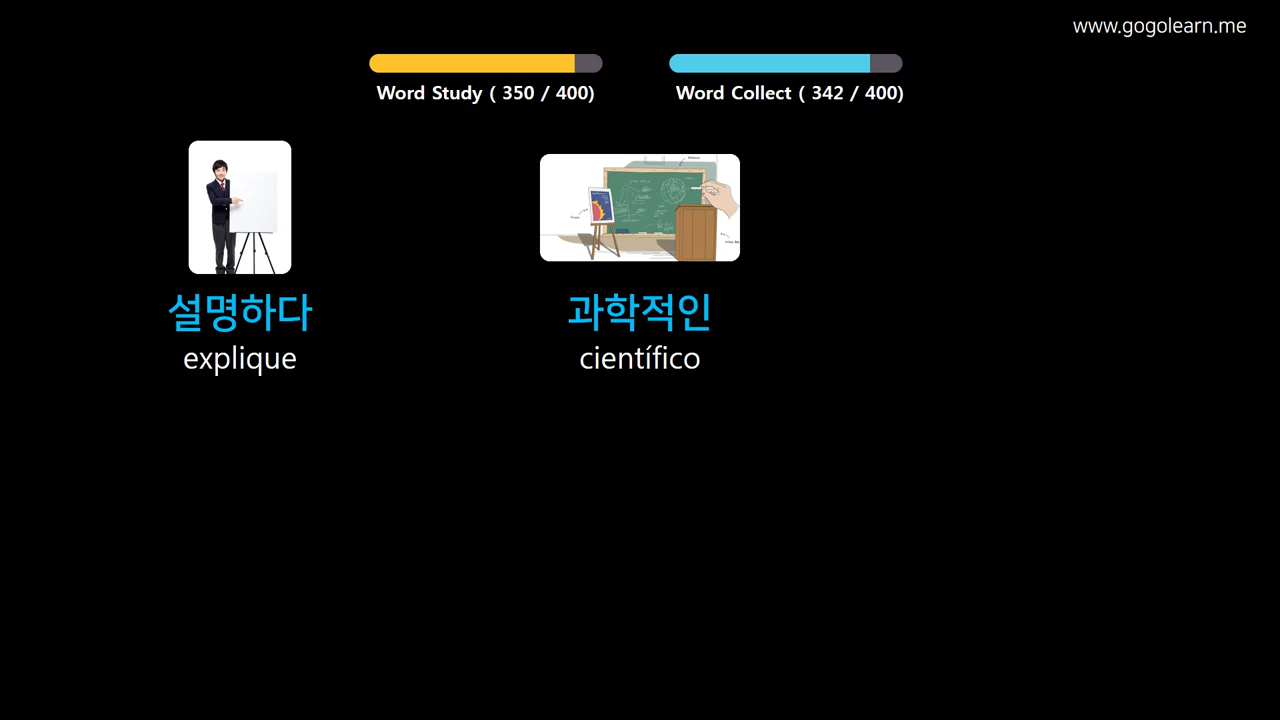 www.gogolearn.me
Word Study ( 350 / 400)
Word Collect ( 342 / 400)
설명하다
explique
과학적인
científico